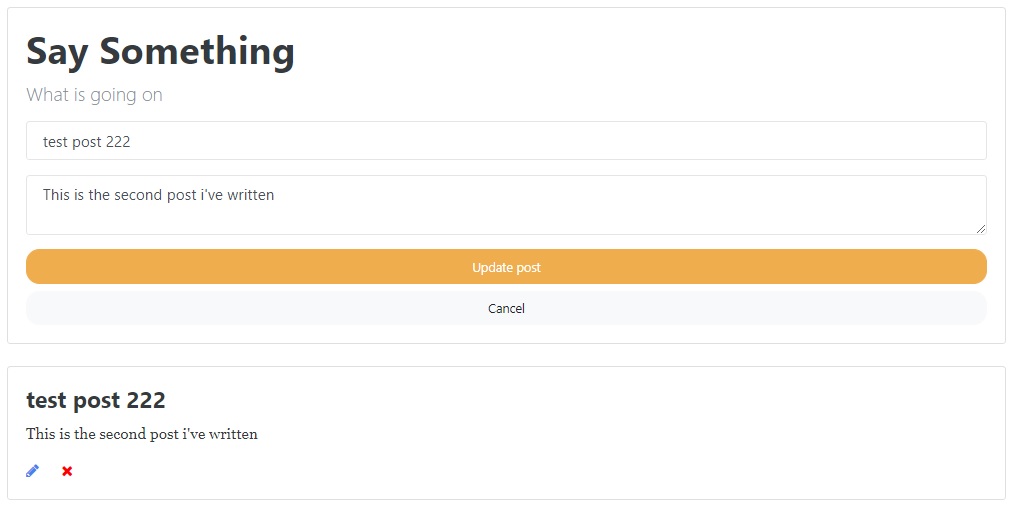 Say Something
What is going on
test post 222
This is the second post i've written
Update post
Cancel
test post 222
This is the second post i've written